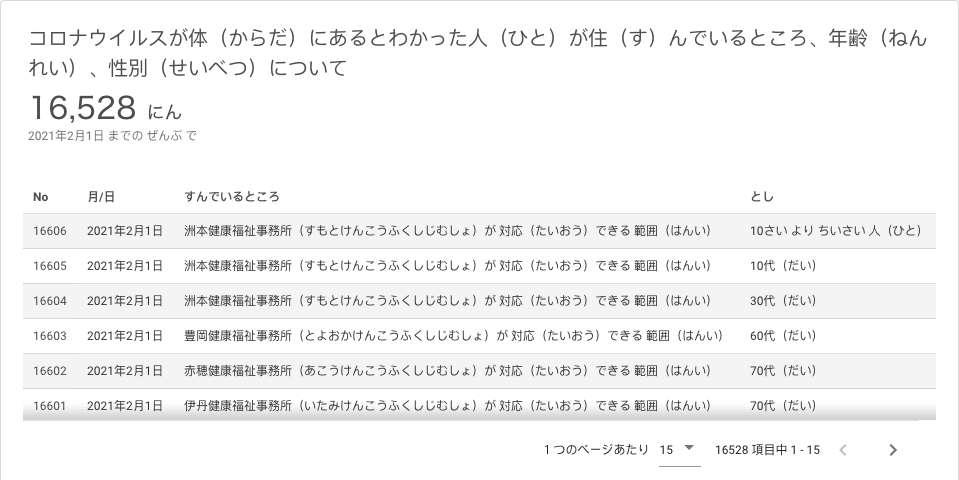 コロナウイルスが体（からだ）にあるとわかった人（ひと）が住（す）んでいるところ、年齢（ねん
れい）、性別（せいべつ）について
16,528 にん
2021年2月1日 までの ぜんぶ で
No 月/日 すんでいるところ とし
16606 2021年2月1日 洲本健康福祉事務所（すもとけんこうふくしじむしょ）が 対応（たいおう）できる 範囲（はんい） 10さい より ちいさい 人（ひと）
16605 2021年2月1日 洲本健康福祉事務所（すもとけんこうふくしじむしょ）が 対応（たいおう）できる 範囲（はんい） 10代（だい）
16604 2021年2月1日 洲本健康福祉事務所（すもとけんこうふくしじむしょ）が 対応（たいおう）できる 範囲（はんい） 30代（だい）
16603 2021年2月1日 豊岡健康福祉事務所（とよおかけんこうふくしじむしょ）が 対応（たいおう）できる 範囲（はんい） 60代（だい）
16602 2021年2月1日 赤穂健康福祉事務所（あこうけんこうふくしじむしょ）が 対応（たいおう）できる 範囲（はんい） 70代（だい）
16601 2021年2月1日 伊丹健康福祉事務所（いたみけんこうふくしじむしょ）が 対応（たいおう）できる 範囲（はんい） 70代（だい）
1 つのページあたり 15 16528 項目中 1 - 15